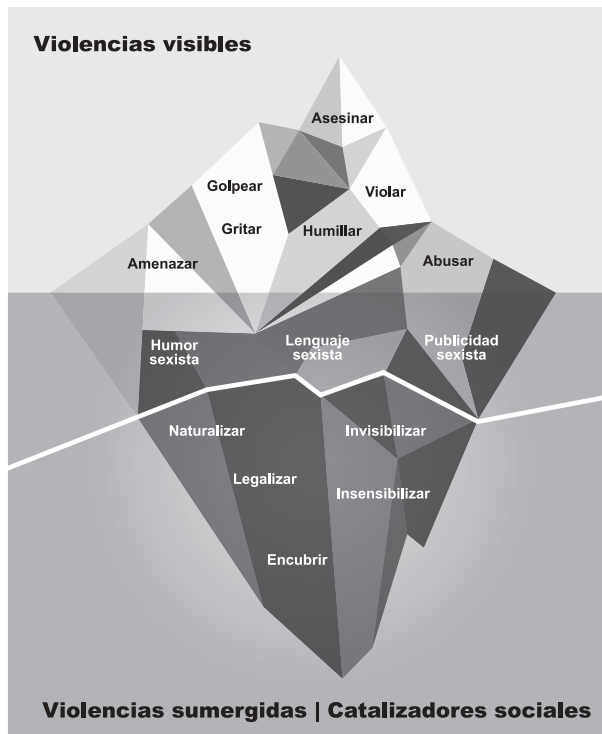 Violencias visibles
Asesinar
Golpear
Violar
Gritar
Humillar
Amenazar
Abusar
Humor
sexista
Lenguaje
sexista
Publicidad
sexista
Naturalizar
Invisibilizar
Legalizar
Insensibilizar
Encubrir
Violencias sumergidas | Catalizadores sociales